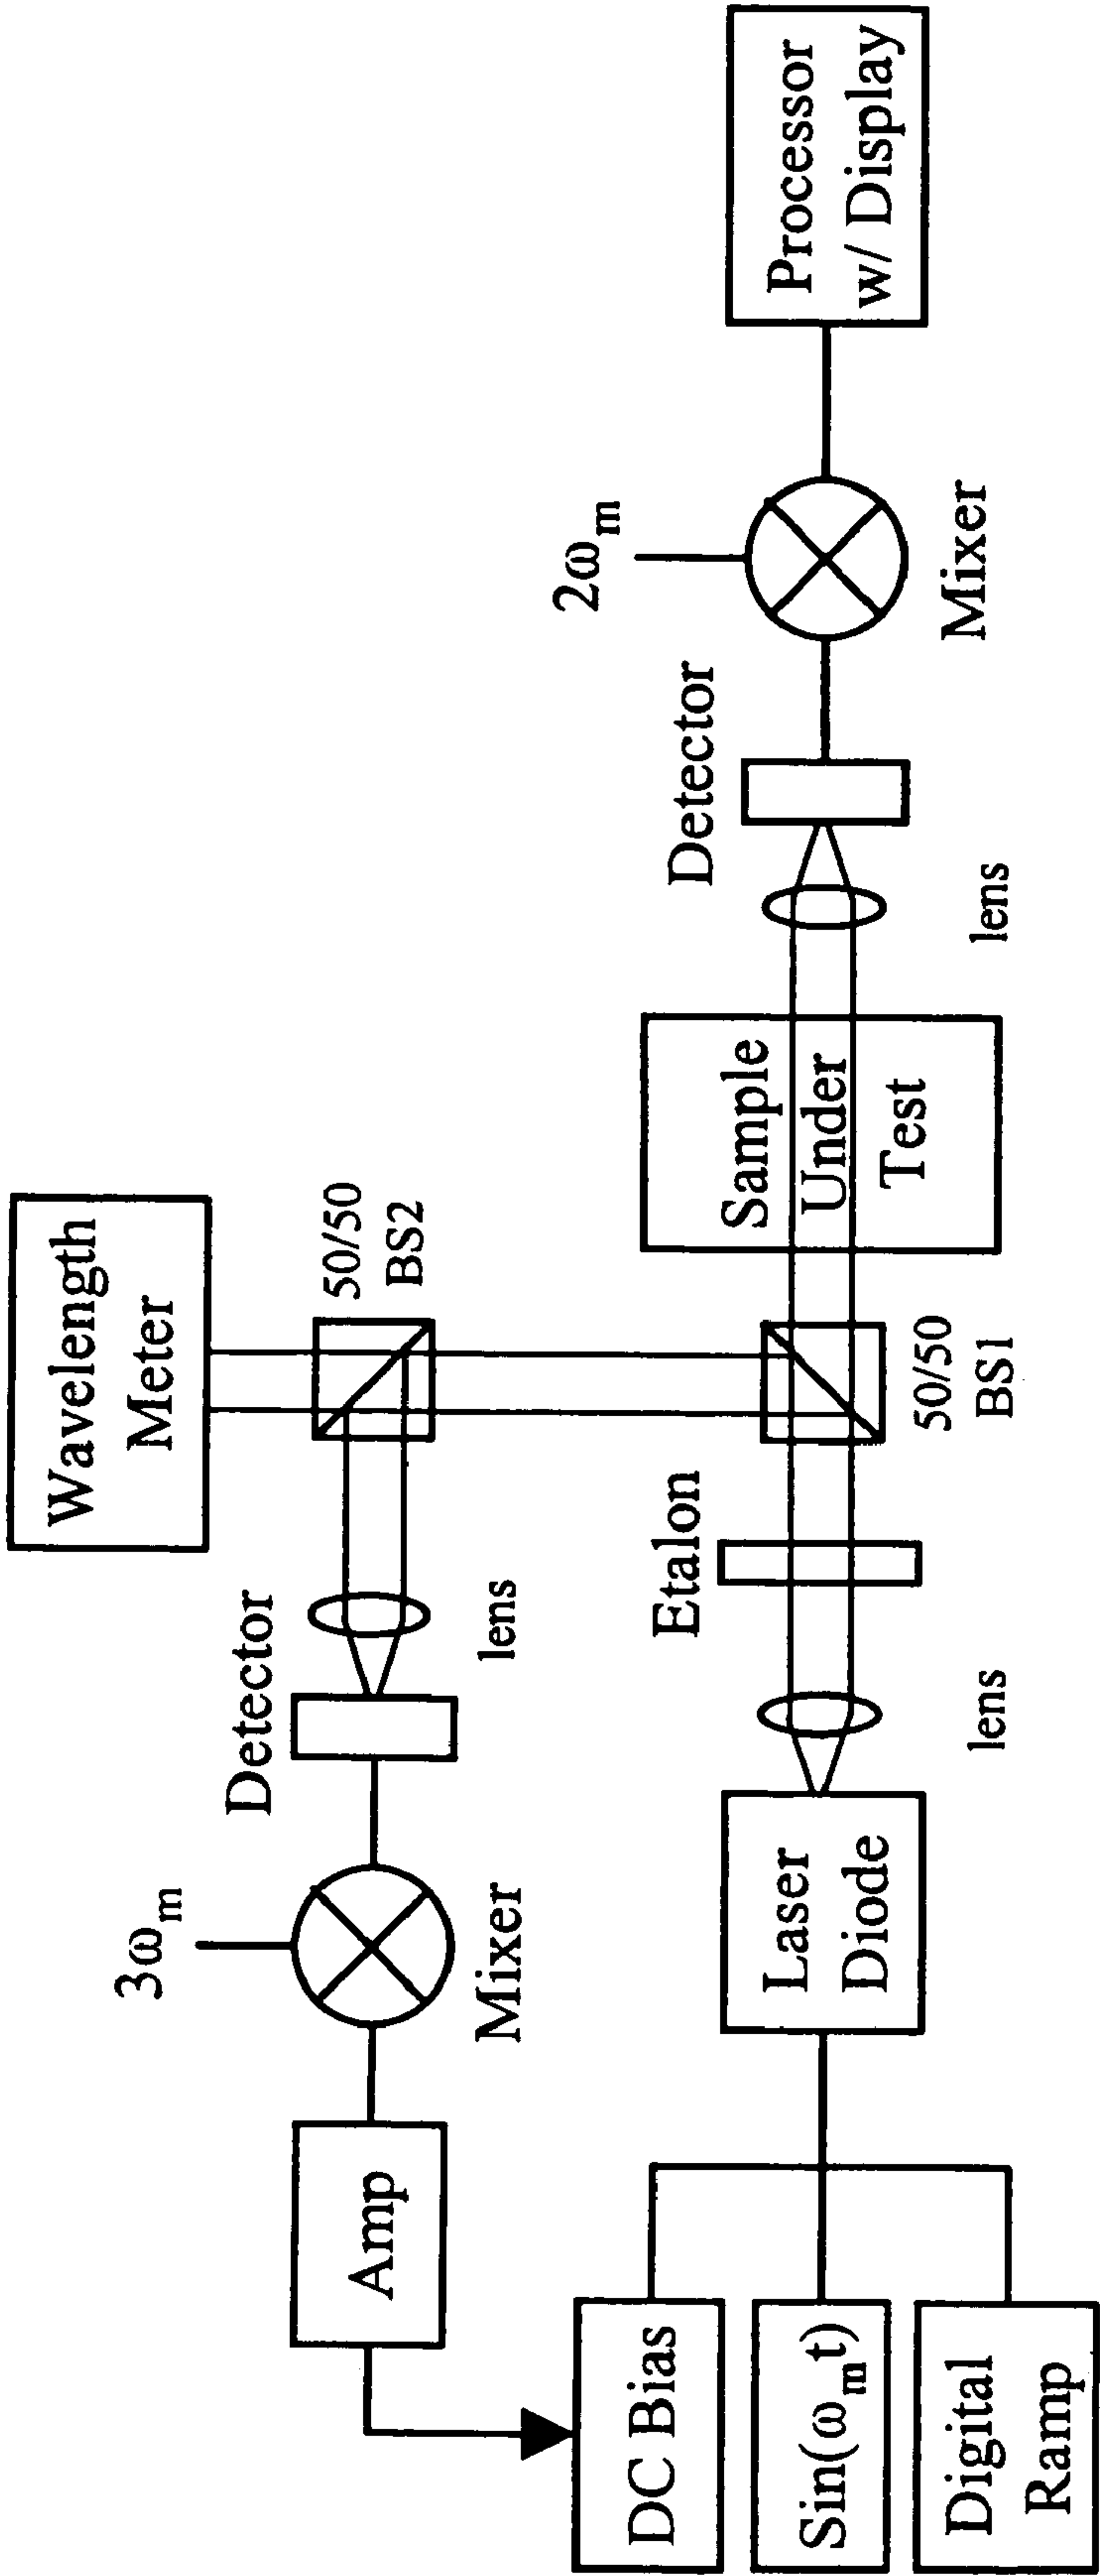 Wavelength
Meter
50/50
BS2
Detector
lens
3ω_m
Mixer
Amp
DC Bias
Sin(ω_m t)
Digital
Ramp
Laser
Diode
lens
Etalon
50/50
BS1
Sample
Under
Test
lens
Detector
2ω_m
Mixer
Processor
w/ Display